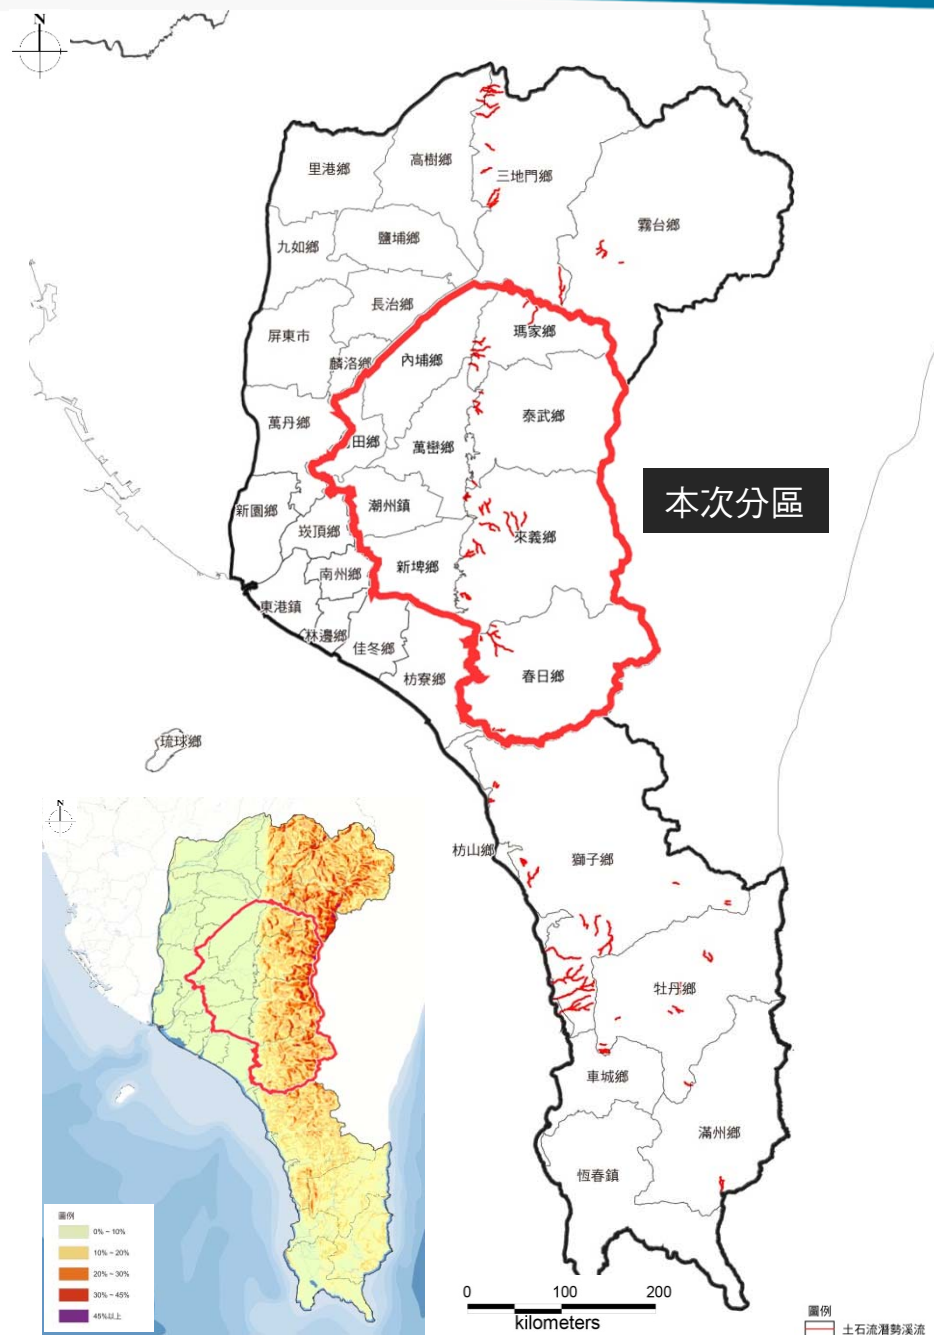 N
里港鄉
高樹鄉
三地門鄉
霧台鄉
九如鄉
鹽埔鄉
長治鄉
屏東市
瑪家鄉
麟洛鄉
內埔鄉
泰武鄉
萬丹鄉
田鄉
萬巒鄉
本次分區
新園鄉
潮州鎮
崁頂鄉
來義鄉
新埤鄉
南州鄉
東港鎮
林邊鄉
佳冬鄉
枋寮鄉
春日鄉
琉球鄉
枋山鄉
獅子鄉
牡丹鄉
車城鄉
滿州鄉
恆春鎮
N
圖例
0% ~ 10%
10% ~ 20%
20% ~ 30%
30% ~ 45%
45%以上
0 100 200
kilometers
圖例
土石流潛勢溪流